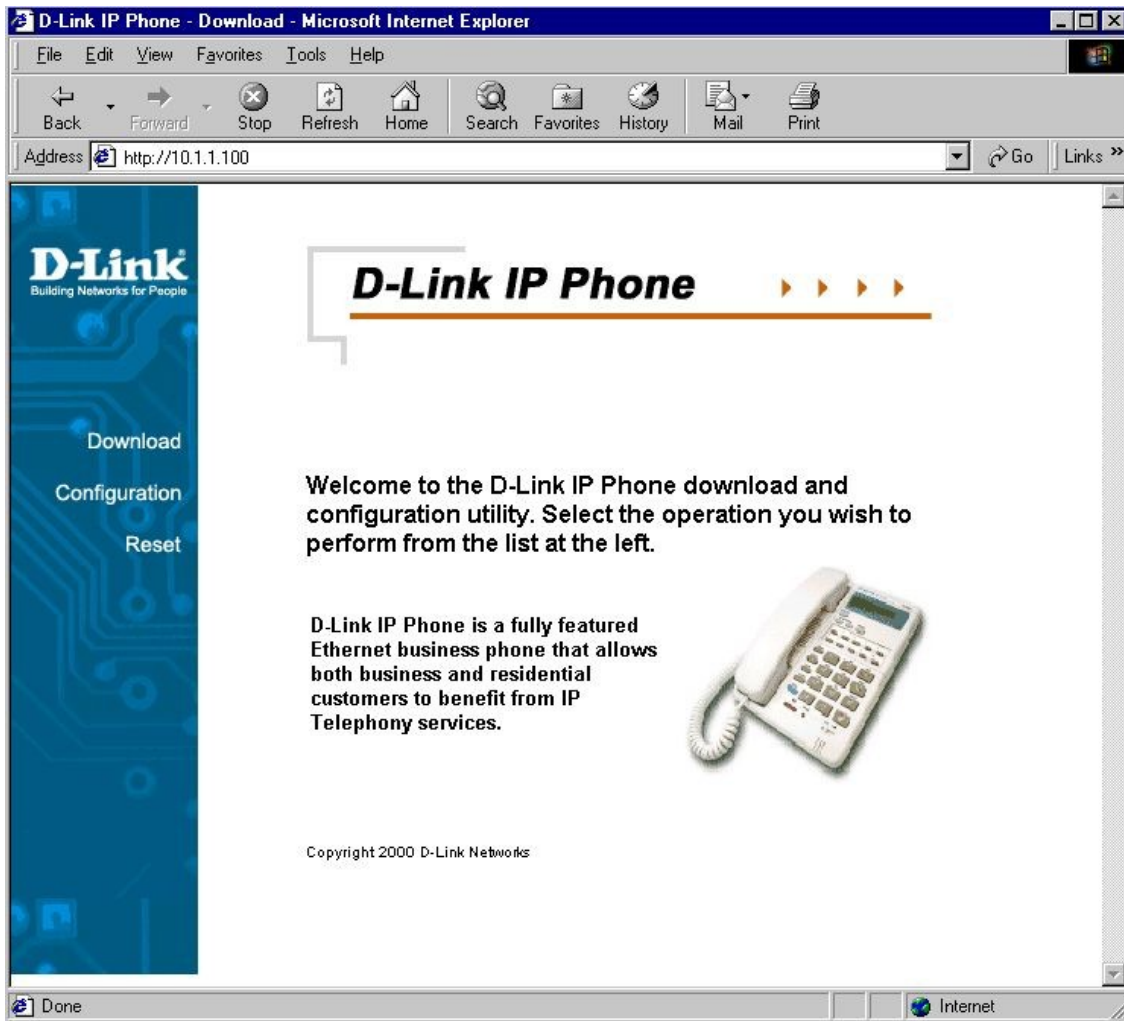 D-Link IP Phone - Download - Microsoft Internet Explorer
File Edit View Favorites Tools Help
Back Forward Stop Refresh Home Search Favorites History Mail Print
Address http://10.1.1.100 Go Links »
D-Link
Building Networks for People
D-Link IP Phone
Download
Configuration
Reset
Welcome to the D-Link IP Phone download and
configuration utility. Select the operation you wish to
perform from the list at the left.
D-Link IP Phone is a fully featured
Ethernet business phone that allows
both business and residential
customers to benefit from IP
Telephony services.
Copyright 2000 D-Link Networks
Done Internet